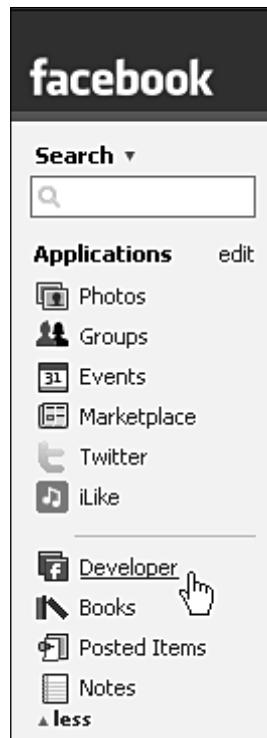 facebook
Search ▼
Applications edit
Photos
Groups
31 Events
Marketplace
Twitter
iLike
Developer
Books
Posted Items
Notes
▲ less